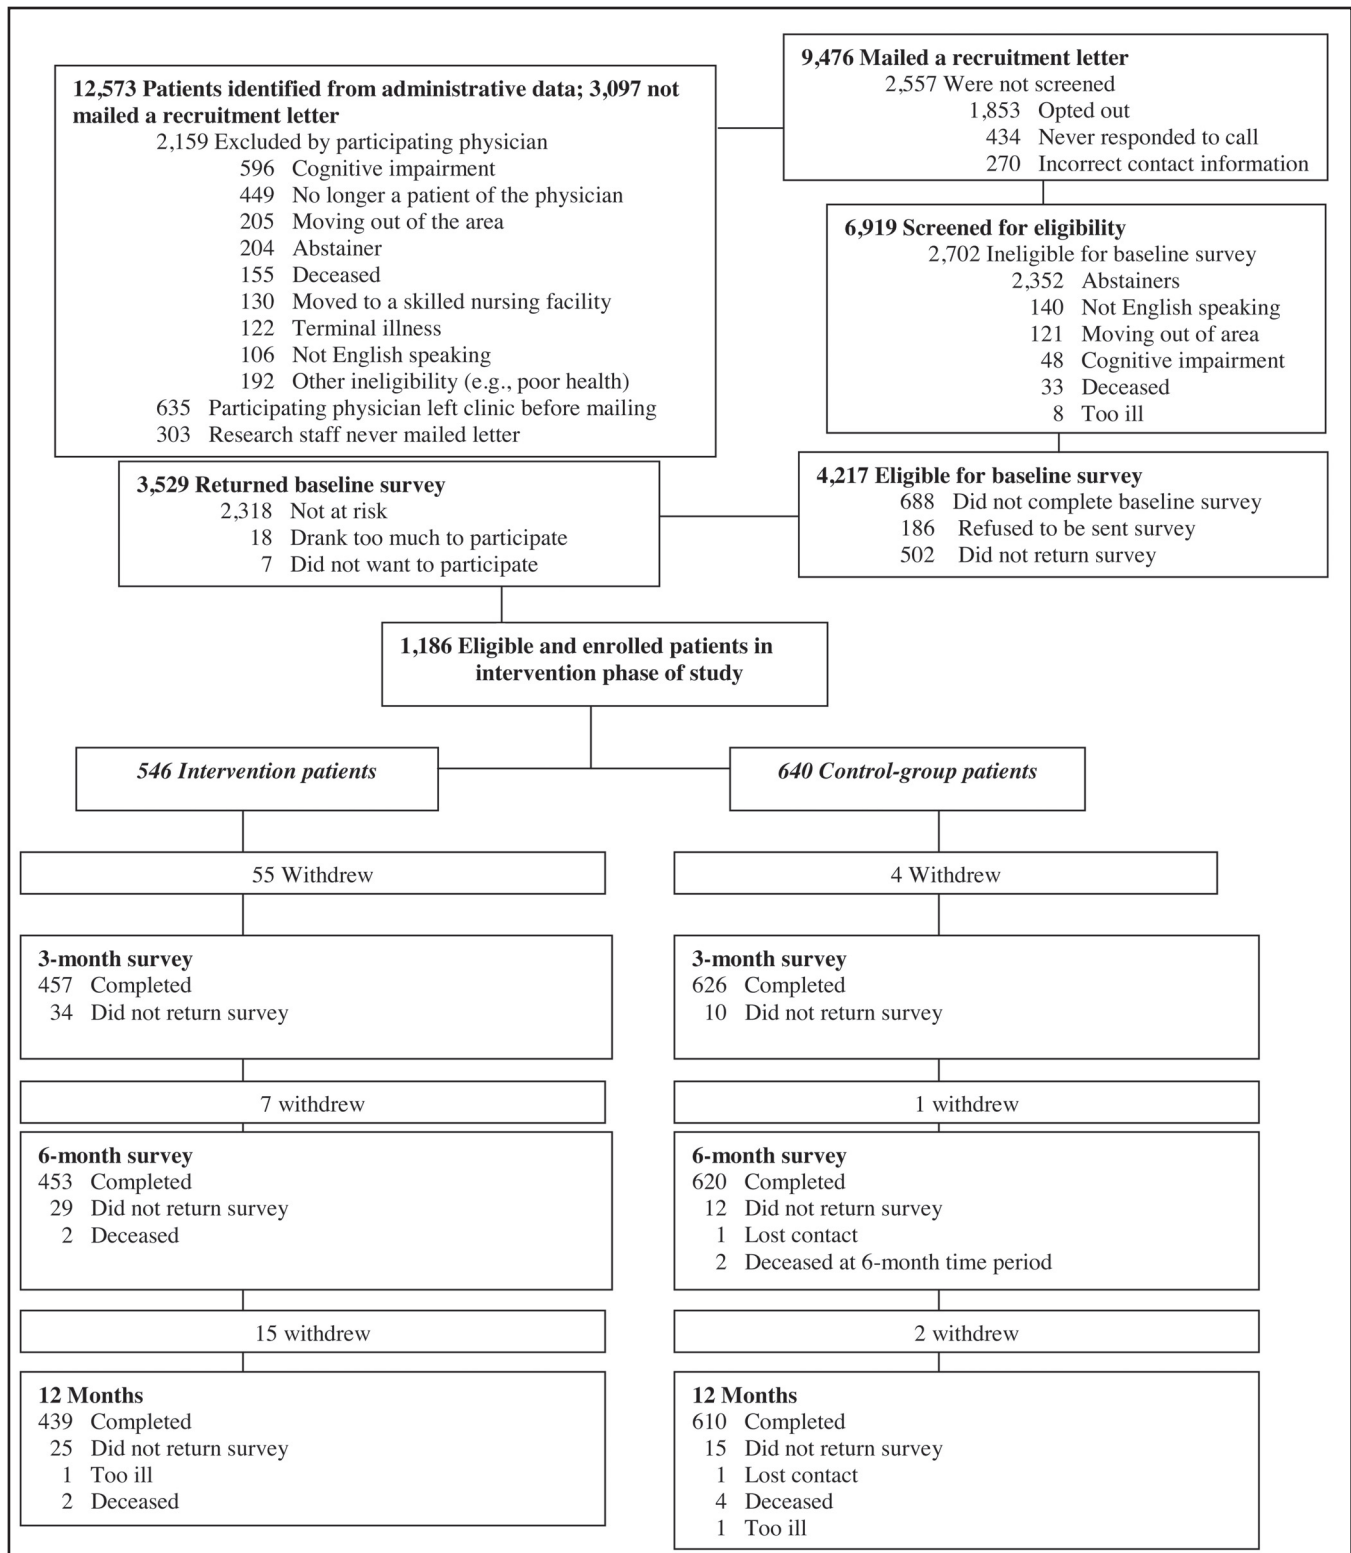 12,573 Patients identified from administrative data; 3,097 not
mailed a recruitment letter
2,159 Excluded by participating physician
596 Cognitive impairment
449 No longer a patient of the physician
205 Moving out of the area
204 Abstainer
155 Deceased
130 Moved to a skilled nursing facility
122 Terminal illness
106 Not English speaking
192 Other ineligibility (e.g., poor health)
635 Participating physician left clinic before mailing
303 Research staff never mailed letter
9,476 Mailed a recruitment letter
2,557 Were not screened
1,853 Opted out
434 Never responded to call
270 Incorrect contact information
6,919 Screened for eligibility
2,702 Ineligible for baseline survey
2,352 Abstainers
140 Not English speaking
121 Moving out of area
48 Cognitive impairment
33 Deceased
8 Too ill
4,217 Eligible for baseline survey
688 Did not complete baseline survey
186 Refused to be sent survey
502 Did not return survey
3,529 Returned baseline survey
2,318 Not at risk
18 Drank too much to participate
7 Did not want to participate
1,186 Eligible and enrolled patients in
intervention phase of study
546 Intervention patients
640 Control-group patients
55 Withdrew
4 Withdrew
3-month survey
457 Completed
34 Did not return survey
3-month survey
626 Completed
10 Did not return survey
7 withdrew
1 withdrew
6-month survey
453 Completed
29 Did not return survey
2 Deceased
6-month survey
620 Completed
12 Did not return survey
1 Lost contact
2 Deceased at 6-month time period
15 withdrew
2 withdrew
12 Months
439 Completed
25 Did not return survey
1 Too ill
2 Deceased
12 Months
610 Completed
15 Did not return survey
1 Lost contact
4 Deceased
1 Too ill